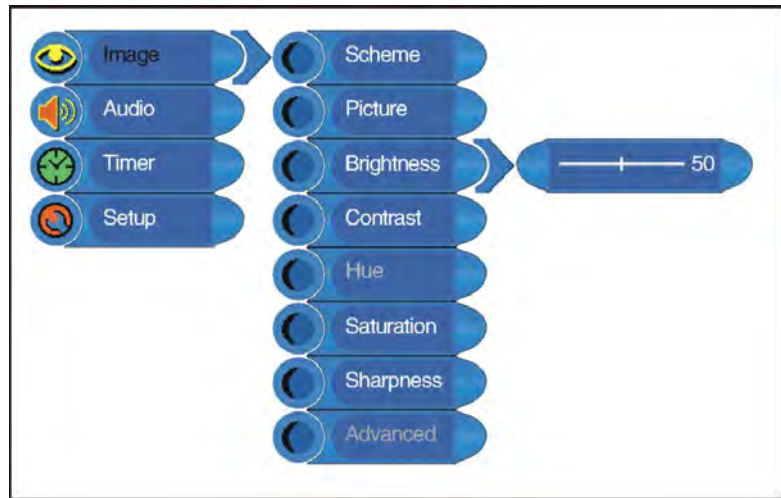 Image
Audio
Timer
Setup
Scheme
Picture
Brightness
Contrast
Hue
Saturation
Sharpness
Advanced
50